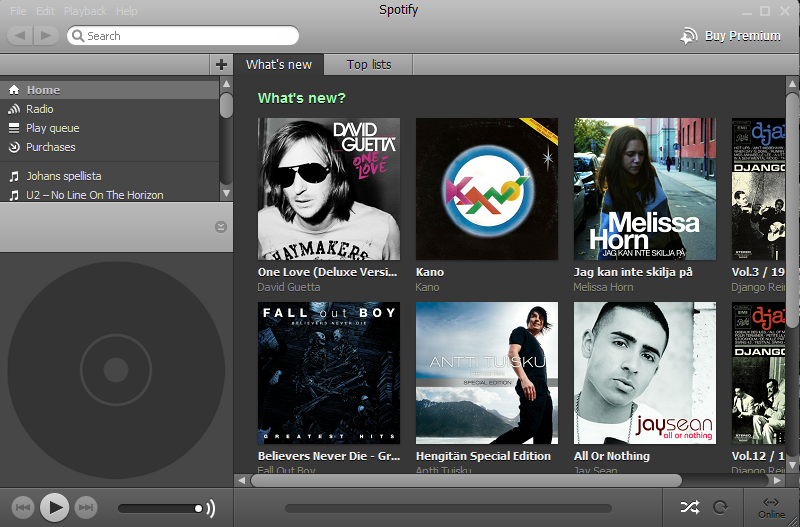 Spotify
File Edit Playback Help
Search
Buy Premium
What's new
Top lists
Home
Radio
Play queue
Purchases
Johans spellista
U2 – No Line On The Horizon
What's new?
DAVID
GUETTA
ONE
LOVE
HAYMAKERS
One Love (Deluxe Versi...
David Guetta
KANO
Kano
Kano
Melissa
Horn
JAG KAN INTE SKILJA PÅ
Jag kan inte skilja på
Melissa Horn
djan
DJANGO
Vol.3 / 19
Django Rein
FALL out BOY
BELIEVERS NEVER DIE
GREATEST HITS
Believers Never Die - Gr...
Fall Out Boy
ANTTI TUISKU
SPECIAL EDITION
Hengitän Special Edition
Antti Tuisku
jaysean
all or nothing
All Or Nothing
Jay Sean
DJANGO
Vol.12 / 1
Django Rein
Online